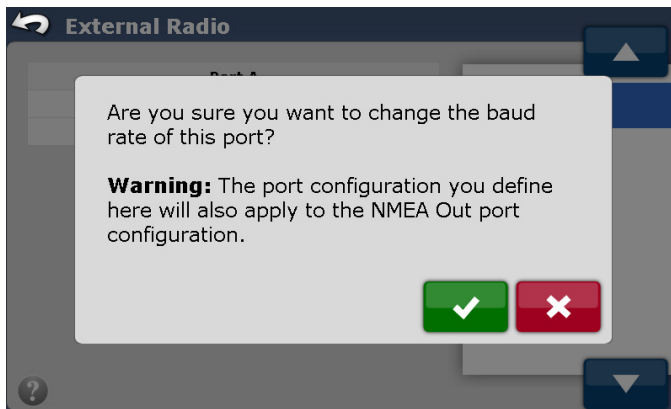 External Radio
Port A
Are you sure you want to change the baud
rate of this port?
Warning: The port configuration you define
here will also apply to the NMEA Out port
configuration.
?